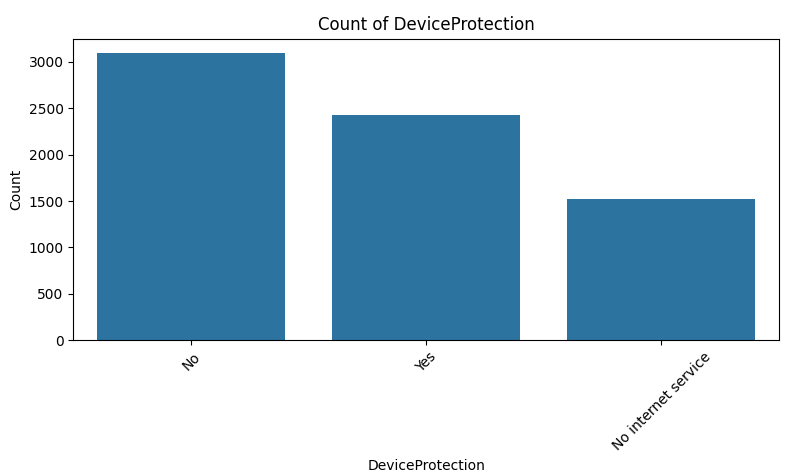 Count of DeviceProtection
3000
2500
2000
1500
1000
500
0
Count
No
Yes
No internet service
DeviceProtection